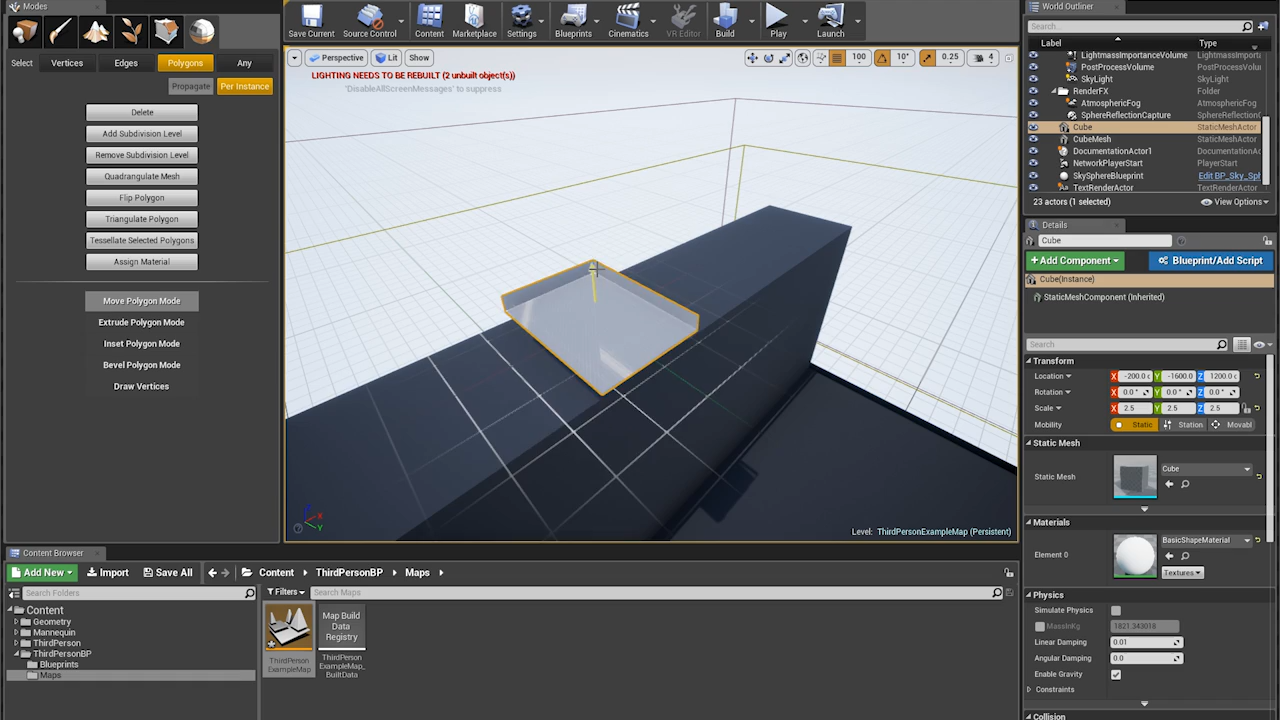 Modes
Select
Vertices
Edges
Polygons
Any
Propagate
Per Instance
Delete
Add Subdivision Level
Remove Subdivision Level
Quadrangulate Mesh
Flip Polygon
Triangulate Polygon
Tessellate Selected Polygons
Assign Material
Move Polygon Mode
Extrude Polygon Mode
Inset Polygon Mode
Bevel Polygon Mode
Draw Vertices
Save Current
Source Control
Content
Marketplace
Settings
Blueprints
Cinematics
VR Editor
Build
Play
Launch
Perspective
Lit
Show
100
10°
0.25
4
LIGHTING NEEDS TO BE REBUILT (2 unbuilt object(s))
'DisableAllScreenMessages' to suppress
X
Y
Level: ThirdPersonExampleMap (Persistent)
World Outliner
Search...
Label Type
LightmassImportanceVolume LightmassImporta
PostProcessVolume PostProcessVolum
SkyLight SkyLight
RenderFX Folder
AtmosphericFog AtmosphericFog
SphereReflectionCapture SphereReflection
Cube StaticMeshActor
CubeMesh StaticMeshActor
DocumentationActor1 DocumentationAc
NetworkPlayerStart PlayerStart
SkySphereBlueprint Edit BP_Sky_Sph
TextRenderActor TextRenderActor
23 actors (1 selected)
View Options
Details
Cube
+ Add Component
Blueprint/Add Script
Cube(Instance)
StaticMeshComponent (Inherited)
Search
Transform
Location X -200.0 Y -1600.0 Z 1200.0
Rotation X 0.0 ° Y 0.0 ° Z 0.0 °
Scale X 2.5 Y 2.5 Z 2.5
Mobility Static Station Movabl
Static Mesh
Static Mesh
Cube
Materials
Element 0
BasicShapeMaterial
Textures
Physics
Simulate Physics
MassInKg 1821.343018
Linear Damping 0.01
Angular Damping 0.0
Enable Gravity
Constraints
Collision
Content Browser
Add New
Import
Save All
Content
ThirdPersonBP
Maps
Search Folders
Filters
Search Maps
Content
Geometry
Mannequin
ThirdPerson
ThirdPersonBP
Blueprints
Maps
ThirdPerson
ExampleMap
Map Build
Data
Registry
ThirdPerson
ExampleMap_
BuiltData